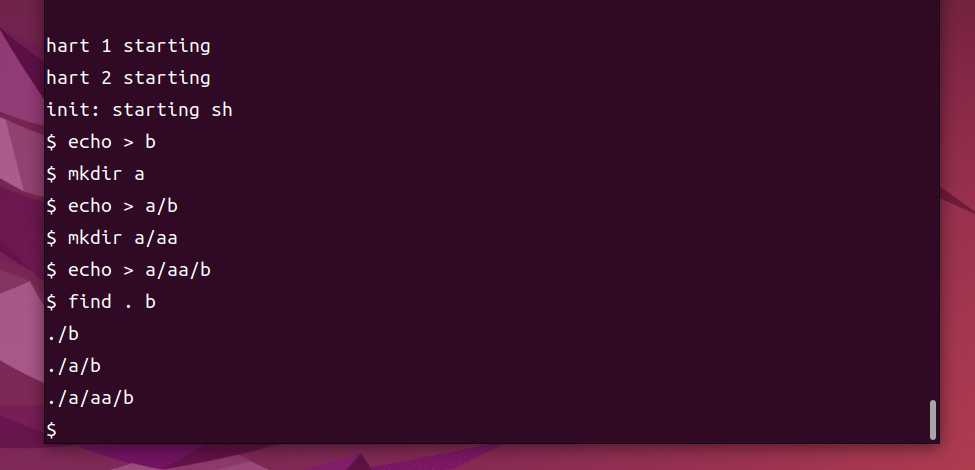 hart 1 starting
hart 2 starting
init: starting sh
$ echo > b
$ mkdir a
$ echo > a/b
$ mkdir a/aa
$ echo > a/aa/b
$ find . b
./b
./a/b
./a/aa/b
$